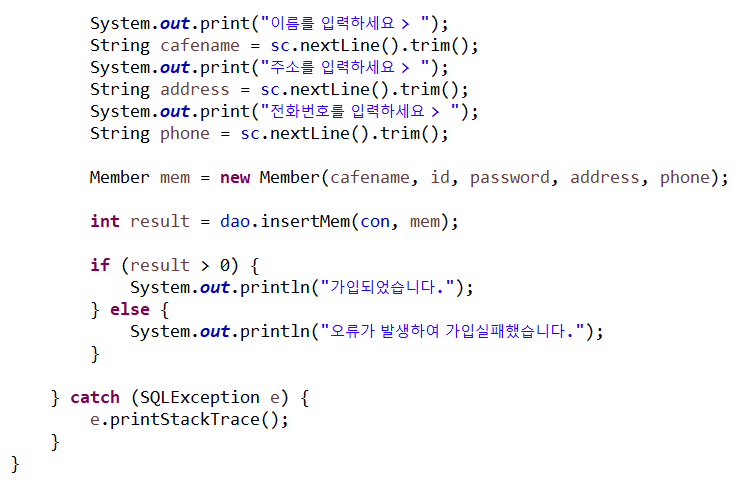 System.out.print("이름를 입력하세요 > ");
String cafename = sc.nextLine().trim();
System.out.print("주소를 입력하세요 > ");
String address = sc.nextLine().trim();
System.out.print("전화번호를 입력하세요 > ");
String phone = sc.nextLine().trim();
Member mem = new Member(cafename, id, password, address, phone);
int result = dao.insertMem(con, mem);
if (result > 0) {
System.out.println("가입되었습니다.");
} else {
System.out.println("오류가 발생하여 가입실패했습니다.");
}
} catch (SQLException e) {
e.printStackTrace();
}
}